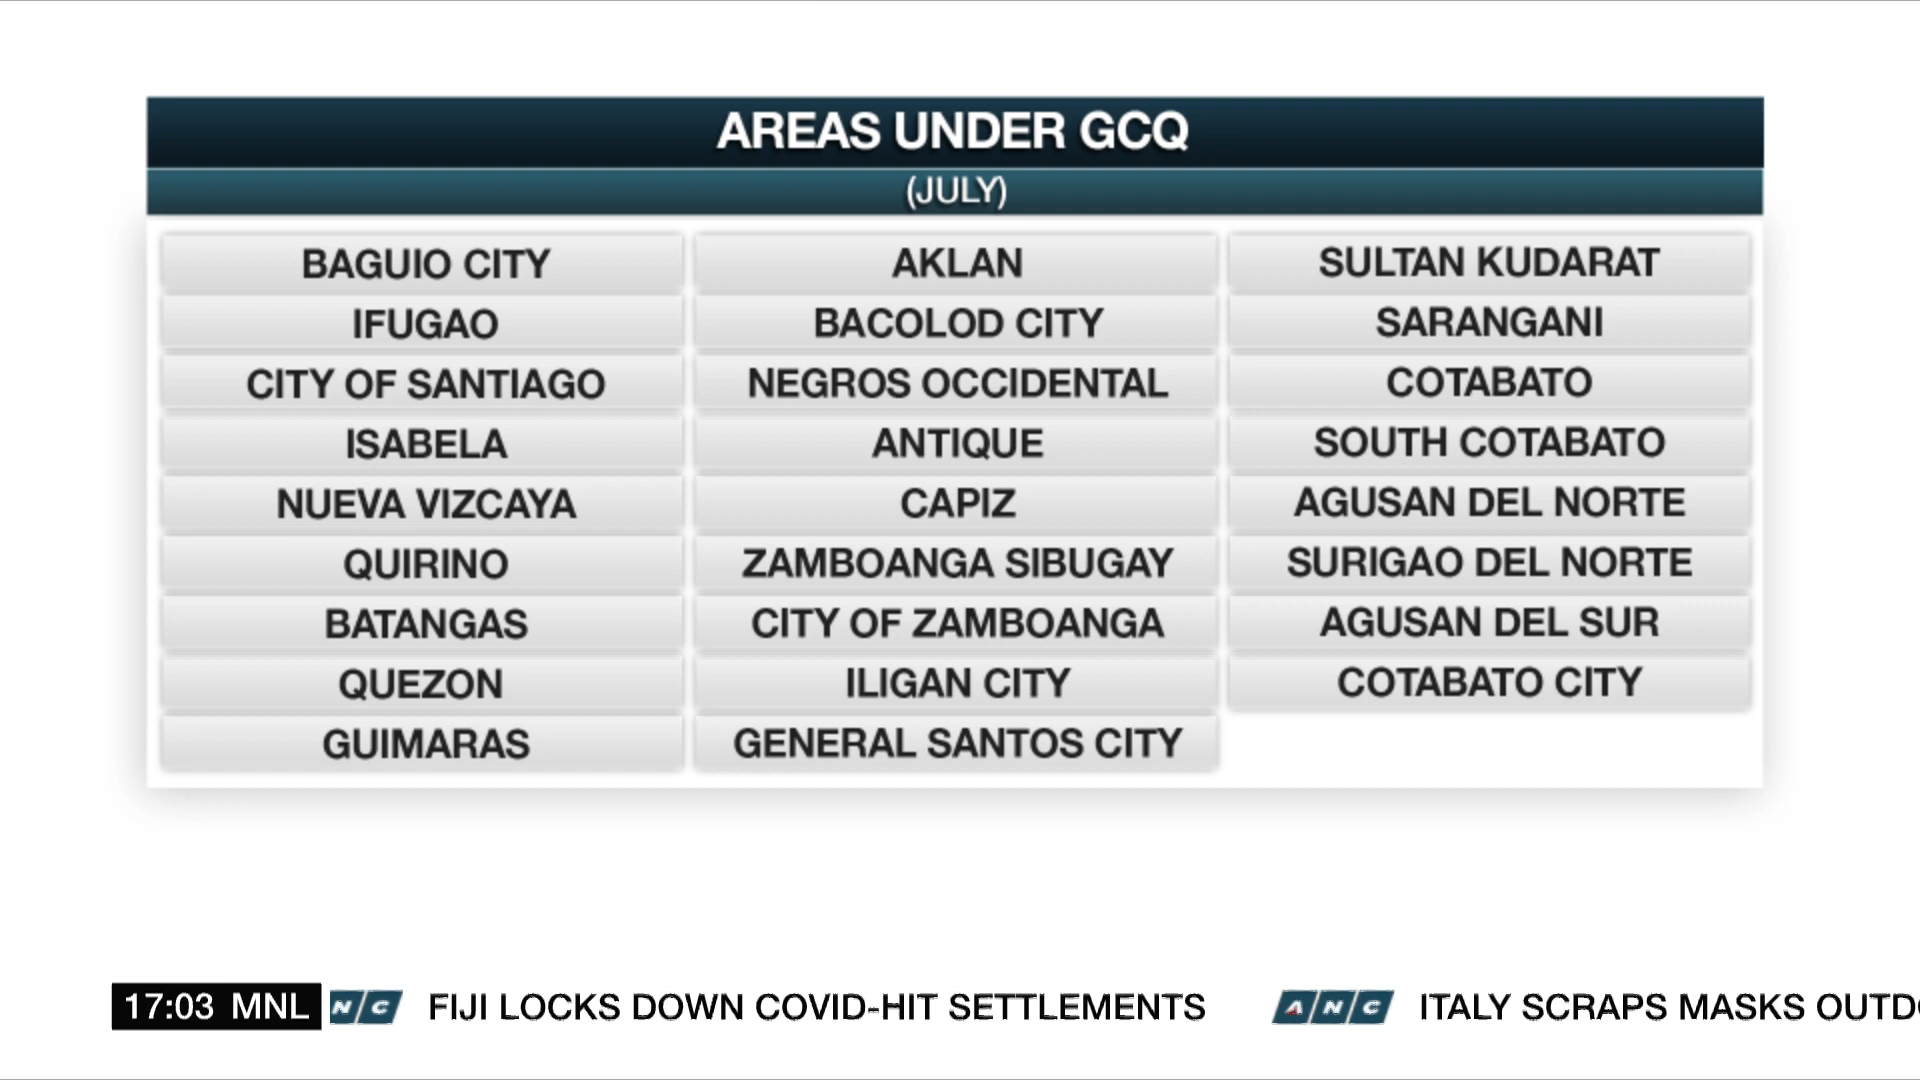 AREAS UNDER GCQ
(JULY)
BAGUIO CITY AKLAN SULTAN KUDARAT
IFUGAO BACOLOD CITY SARANGANI
CITY OF SANTIAGO NEGROS OCCIDENTAL COTABATO
ISABELA ANTIQUE SOUTH COTABATO
NUEVA VIZCAYA CAPIZ AGUSAN DEL NORTE
QUIRINO ZAMBOANGA SIBUGAY SURIGAO DEL NORTE
BATANGAS CITY OF ZAMBOANGA AGUSAN DEL SUR
QUEZON ILIGAN CITY COTABATO CITY
GUIMARAS GENERAL SANTOS CITY
17:03 MNL NC FIJI LOCKS DOWN COVID-HIT SETTLEMENTS ANC ITALY SCRAPS MASKS OUTD